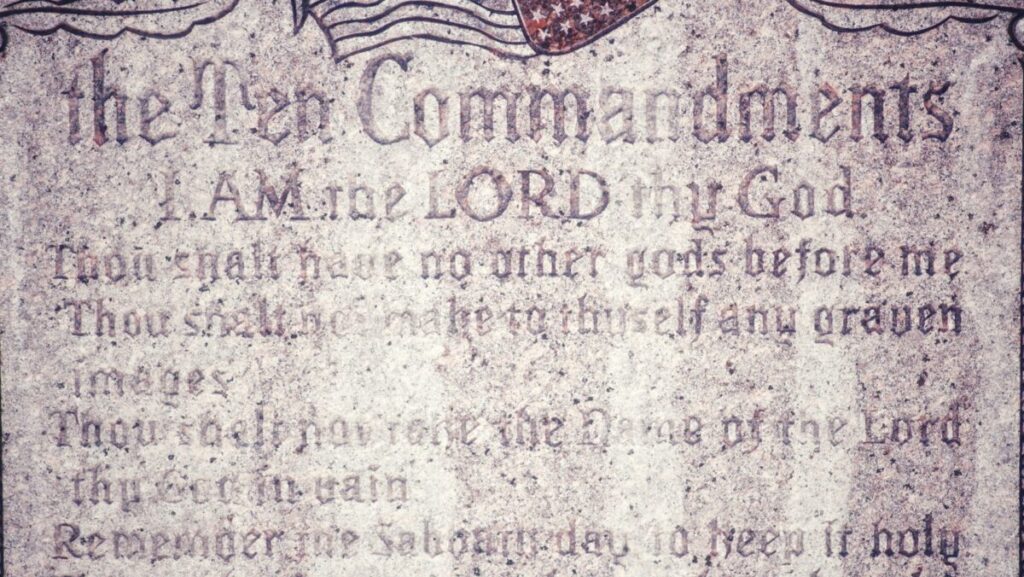 the Ten Commandments
I AM the LORD thy God.
Thou shalt have no other gods before me
Thou shalt not make to thyself any graven
images
Thou shalt not take the Name of the Lord
thy God in vain
Remember the Sabbath day to keep it holy.